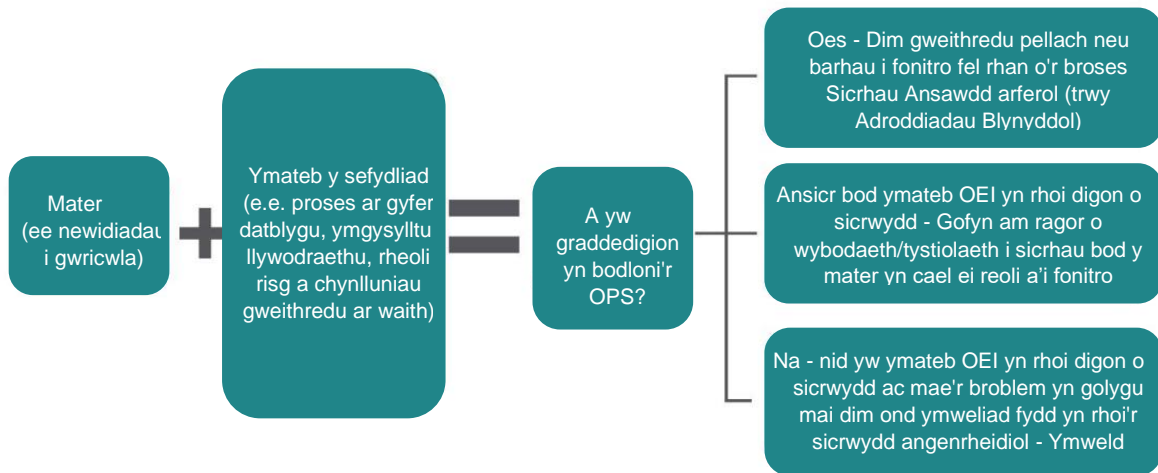 Mater
(ee newidiadau
i gwricwla)
Ymateb y sefydliad
(e.e. proses ar gyfer
datblygu, ymgysylltu
llywodraethu, rheoli
risg a chynlluniau
gweithredu ar waith)
A yw
graddedigion
yn bodloni'r
OPS?
Oes - Dim gweithredu pellach neu
barhau i fonitro fel rhan o'r broses
Sicrhau Ansawdd arferol (trwy
Adroddiadau Blynyddol)
Ansicr bod ymateb OEI yn rhoi digon o
sicrwydd - Gofyn am ragor o
wybodaeth/tystiolaeth i sicrhau bod y
mater yn cael ei reoli a'i fonitro
Na - nid yw ymateb OEI yn rhoi digon o
sicrwydd ac mae'r broblem yn golygu
mai dim ond ymweliad fydd yn rhoi'r
sicrwydd angenrheidiol - Ymweld